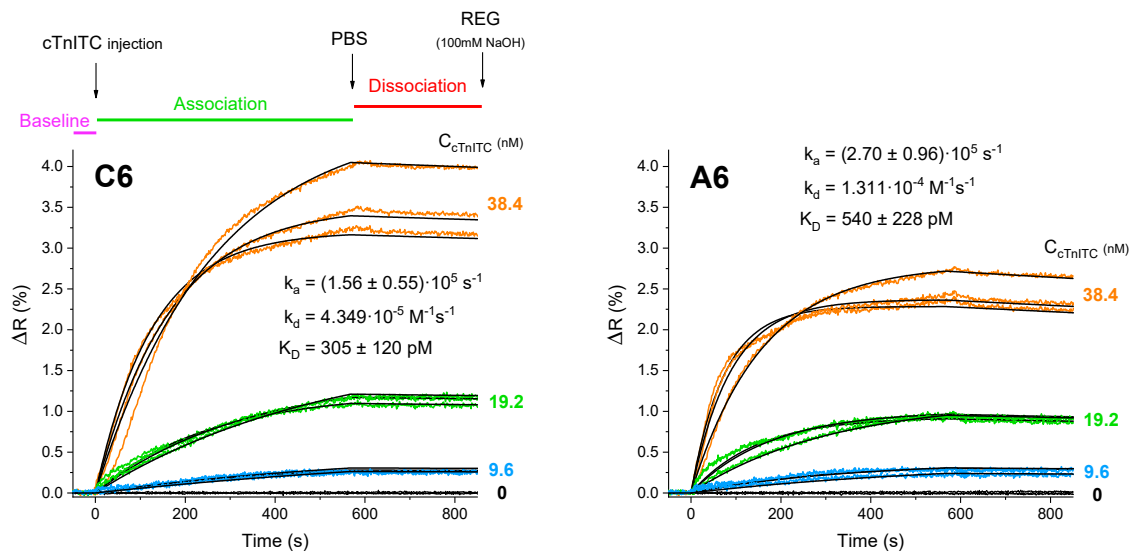 cTnITC injection
PBS
REG
(100mM NaOH)
Baseline
Association
Dissociation
C6
CcTnITC (nM)
38.4
19.2
9.6
0
ka = (1.56 ± 0.55)·10⁵ s⁻¹
kd = 4.349·10⁻⁵ M⁻¹s⁻¹
KD = 305 ± 120 pM
ΔR (%)
4.0
3.5
3.0
2.5
2.0
1.5
1.0
0.5
0.0
0
200
400
600
800
Time (s)
A6
ka = (2.70 ± 0.96)·10⁵ s⁻¹
kd = 1.311·10⁻⁴ M⁻¹s⁻¹
KD = 540 ± 228 pM
CcTnITC (nM)
38.4
19.2
9.6
0
ΔR (%)
4.0
3.5
3.0
2.5
2.0
1.5
1.0
0.5
0.0
0
200
400
600
800
Time (s)